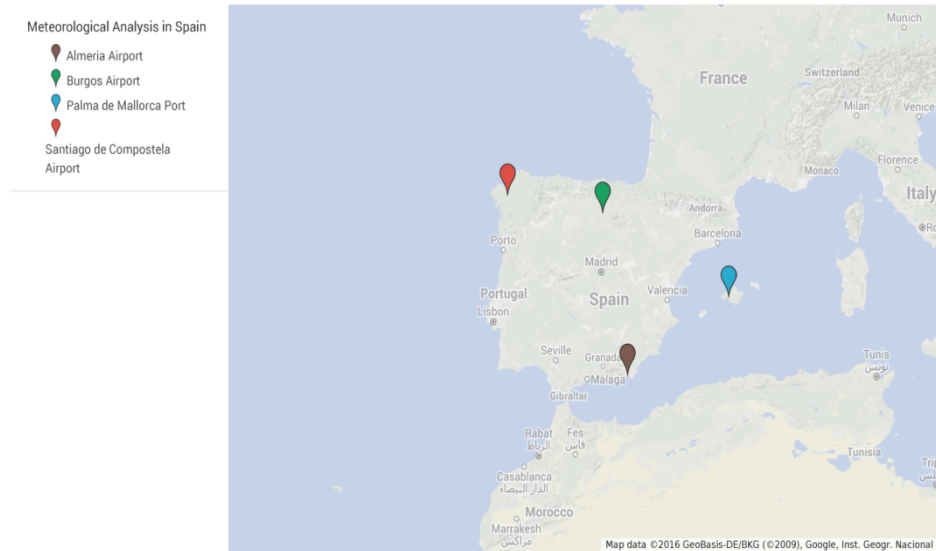 Meteorological Analysis in Spain
Almeria Airport
Burgos Airport
Palma de Mallorca Port
Santiago de Compostela
Airport
Munich
France
Switzerland
Milan
Venice
Monaco
Florence
Italy
Andorra
Barcelona
Porto
Madrid
Portugal
Spain
Valencia
Lisbon
Seville
Granada
Málaga
Gibraltar
Tunis
تونس
Rabat
الرباط
Fes
فاس
Tunisia
Casablanca
الدار البيضاء
Morocco
Marrakesh
مراكش
Map data ©2016 GeoBasis-DE/BKG (©2009), Google, Inst. Geogr. Nacional